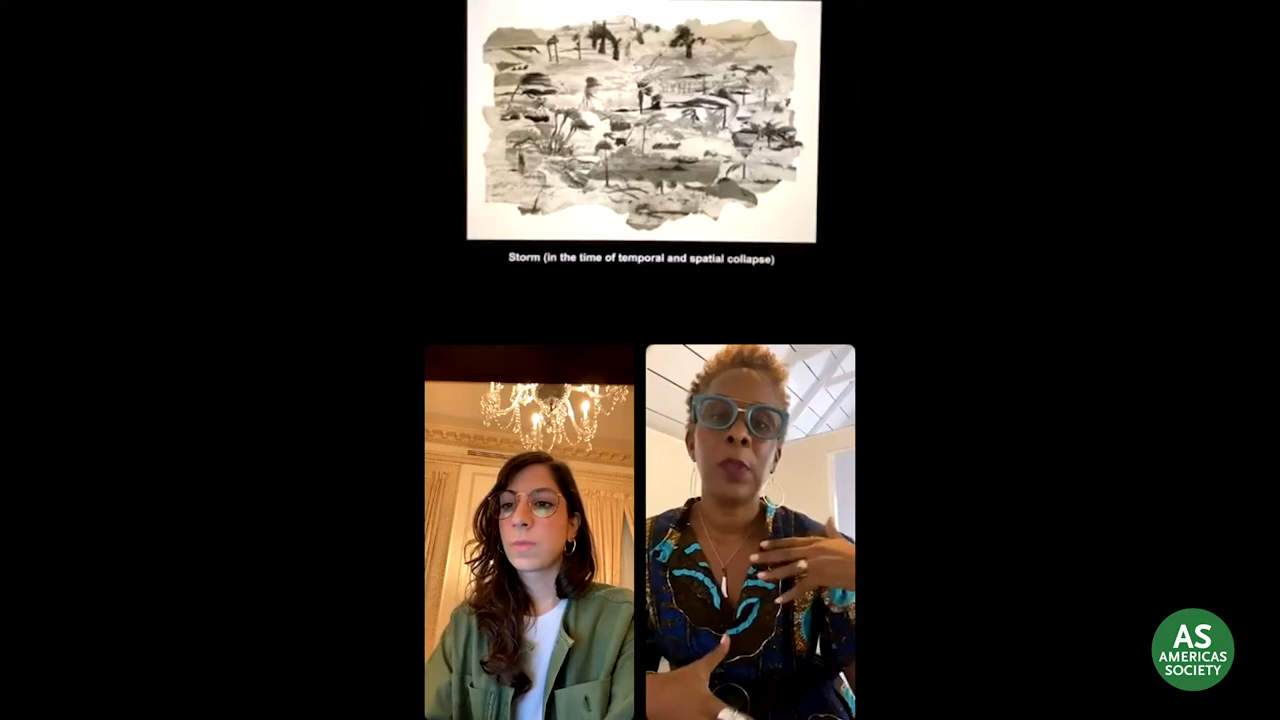 Storm (in the time of temporal and spatial collapse)
AS
AMERICAS
SOCIETY